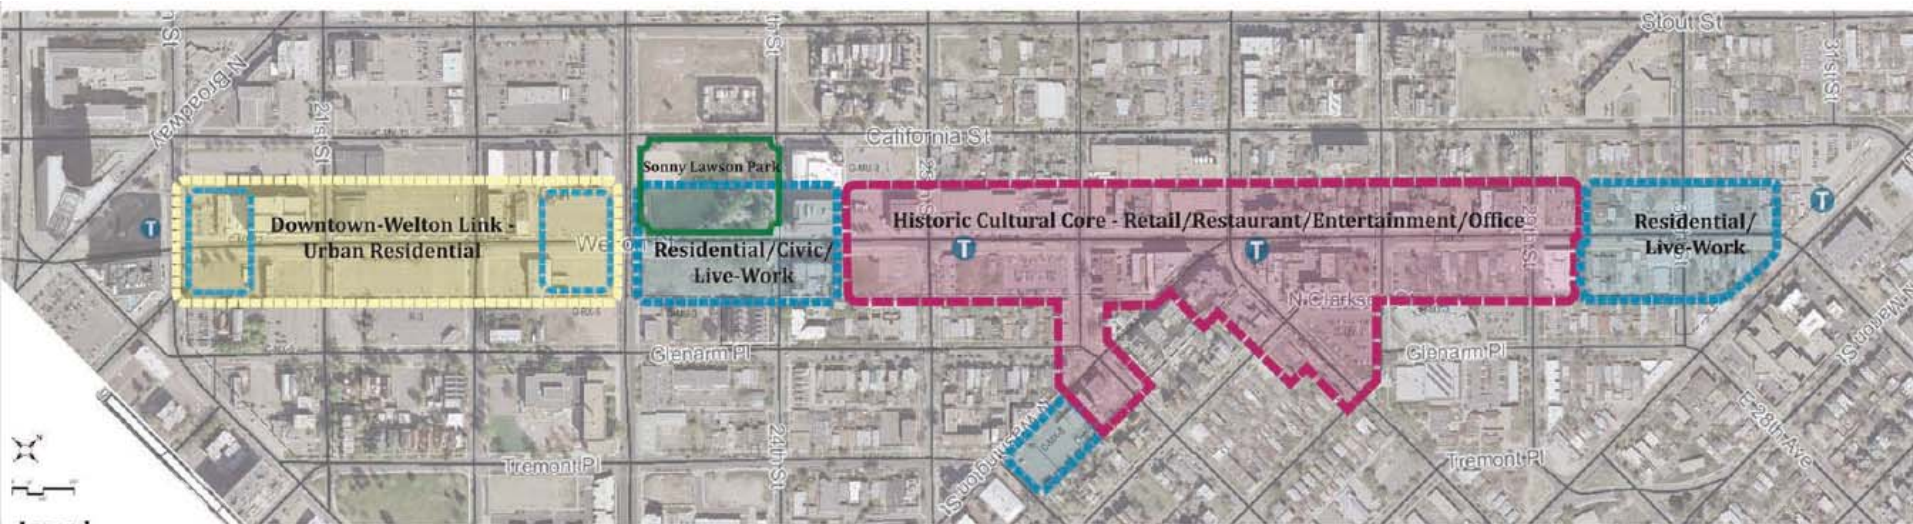 Stout St
N Broadway
21st St
31st St
California St
Sonny Lawson Park
Downtown-Welton Link -
Urban Residential
Residential/Civic/
Live-Work
Historic Cultural Core - Retail/Restaurant/Entertainment/Office
Residential/
Live-Work
T
T
T
T
N Clarkso
Glenarm Pl
Glenarm Pl
24th St
N Washington St
Tremont Pl
Tremont Pl
E 28th Ave
N Marion St
N